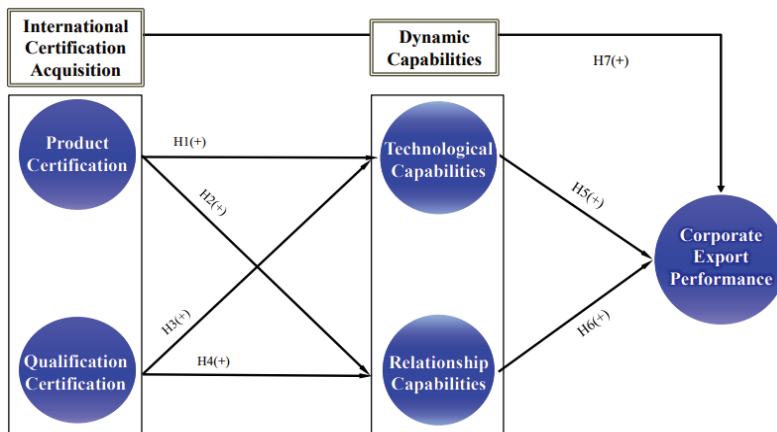 International
Certification
Acquisition
Dynamic
Capabilities
H7(+)
Product
Certification
H1(+)
Technological
Capabilities
H2(+)
H5(+)
Corporate
Export
Performance
H3(+)
H6(+)
Qualification
Certification
H4(+)
Relationship
Capabilities